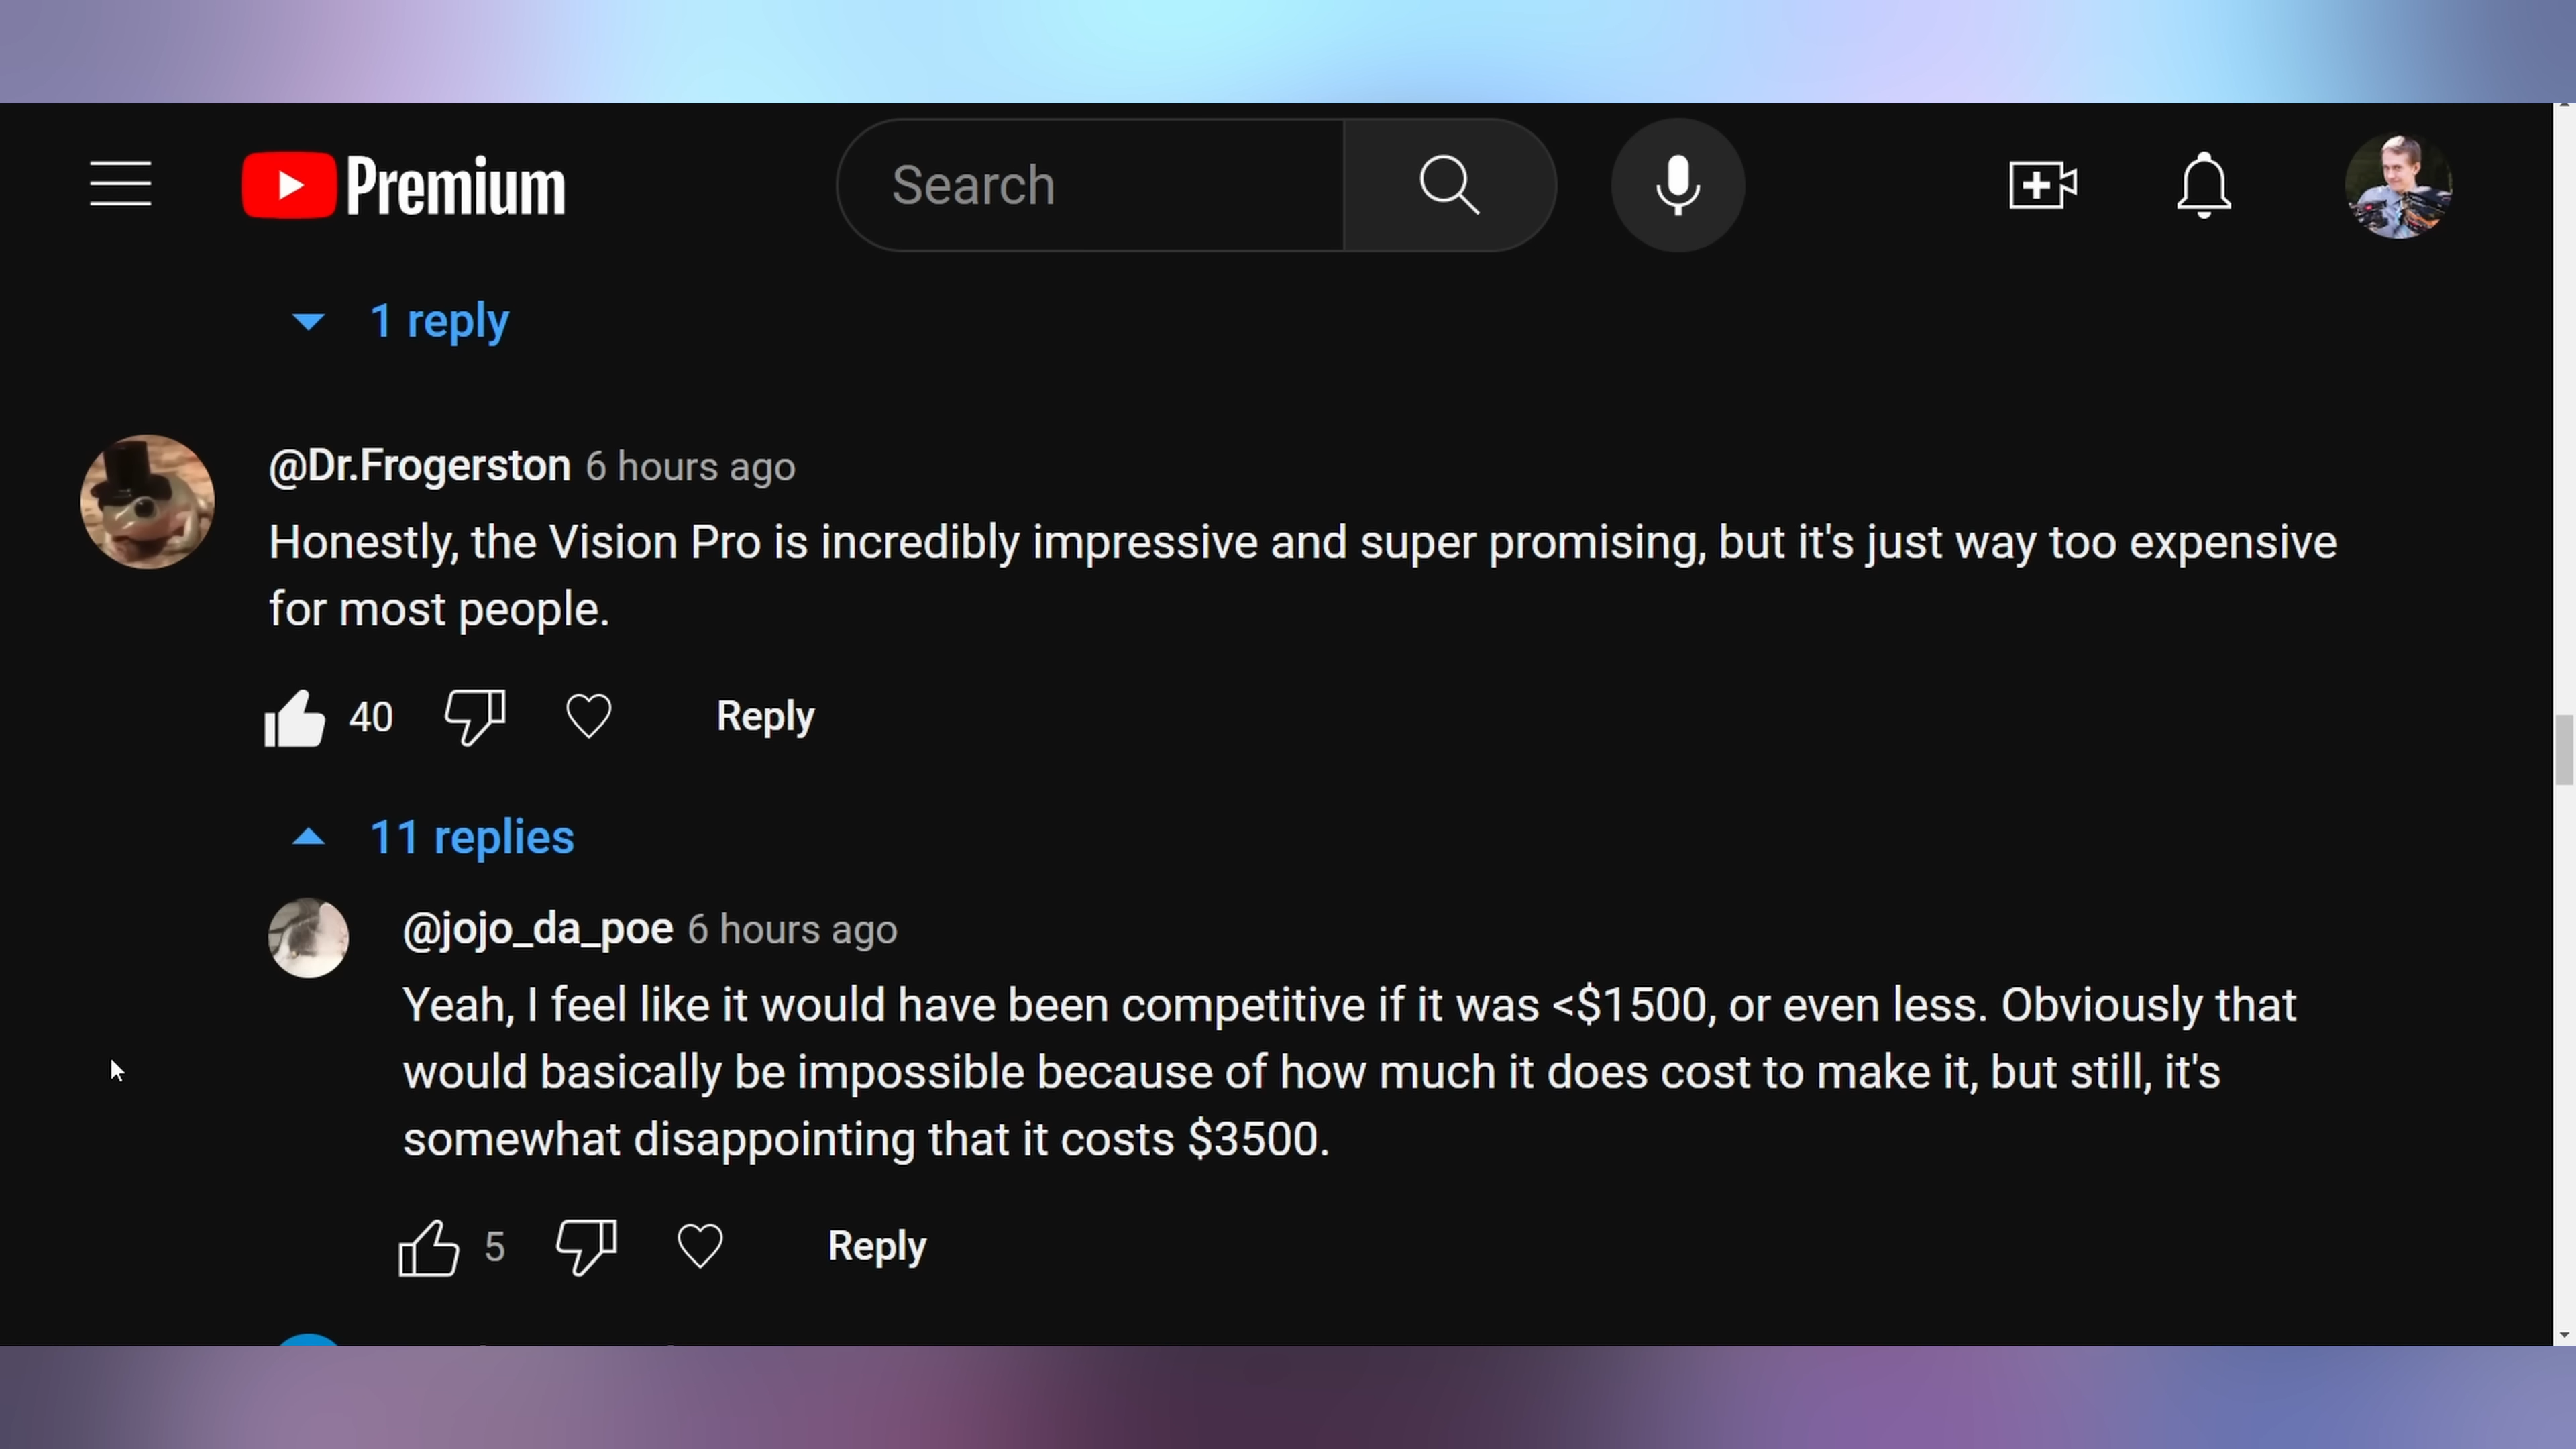 Premium
Search
1 reply
@Dr.Frogerston 6 hours ago
Honestly, the Vision Pro is incredibly impressive and super promising, but it's just way too expensive
for most people.
40
Reply
11 replies
@jojo_da_poe 6 hours ago
Yeah, I feel like it would have been competitive if it was <$1500, or even less. Obviously that
would basically be impossible because of how much it does cost to make it, but still, it's
somewhat disappointing that it costs $3500.
5
Reply